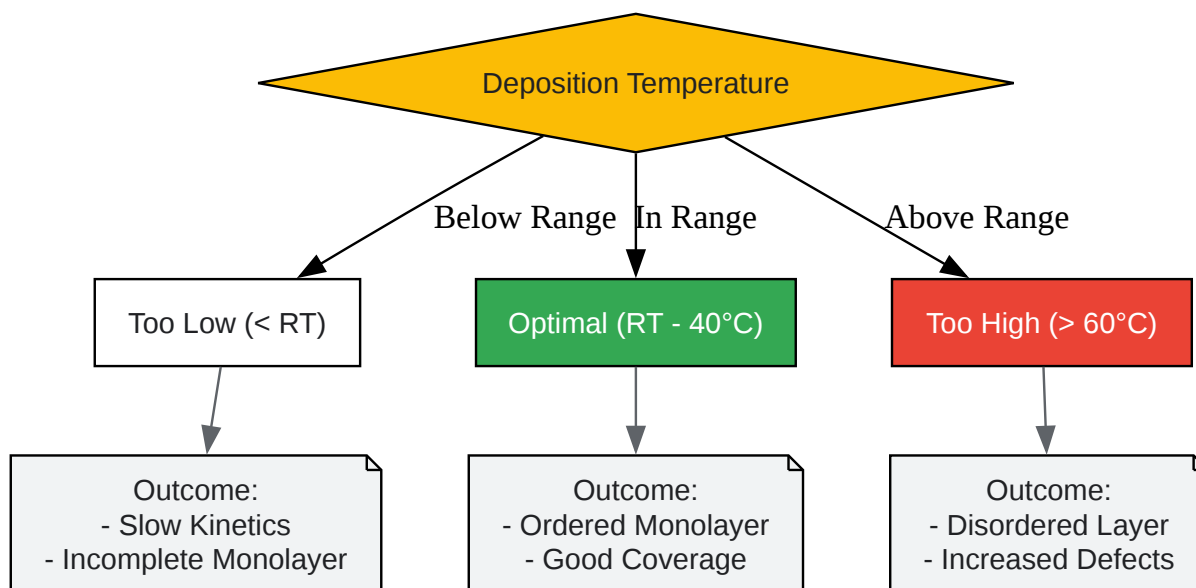 Deposition Temperature
Below Range
In Range
Above Range
Too Low (< RT)
Optimal (RT - 40°C)
Too High (> 60°C)
Outcome:
- Slow Kinetics
- Incomplete Monolayer
Outcome:
- Ordered Monolayer
- Good Coverage
Outcome:
- Disordered Layer
- Increased Defects